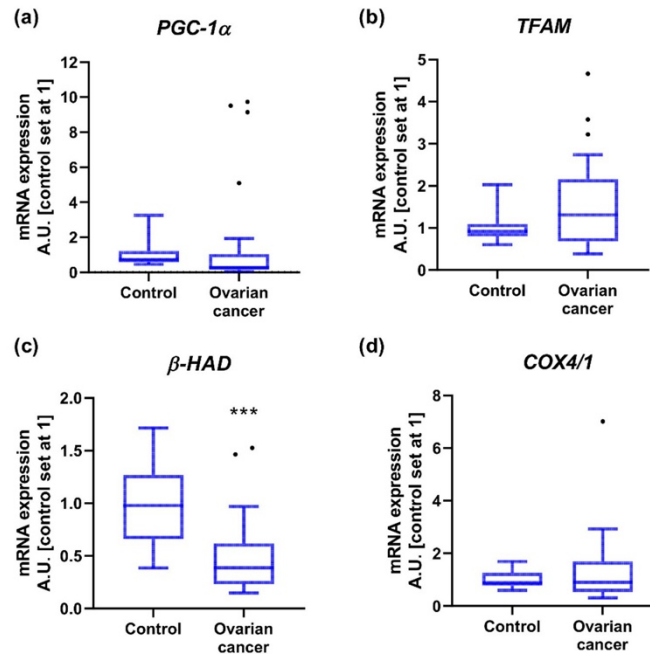 (a)
PGC-1α
mRNA expression
A.U. [control set at 1]
12
10
8
6
4
2
0
Control
Ovarian
cancer
(b)
TFAM
mRNA expression
A.U. [control set at 1]
5
4
3
2
1
0
Control
Ovarian
cancer
(c)
β-HAD
mRNA expression
A.U. [control set at 1]
2.0
1.5
1.0
0.5
0.0
***
Control
Ovarian
cancer
(d)
COX4/1
mRNA expression
A.U. [control set at 1]
8
6
4
2
0
Control
Ovarian
cancer